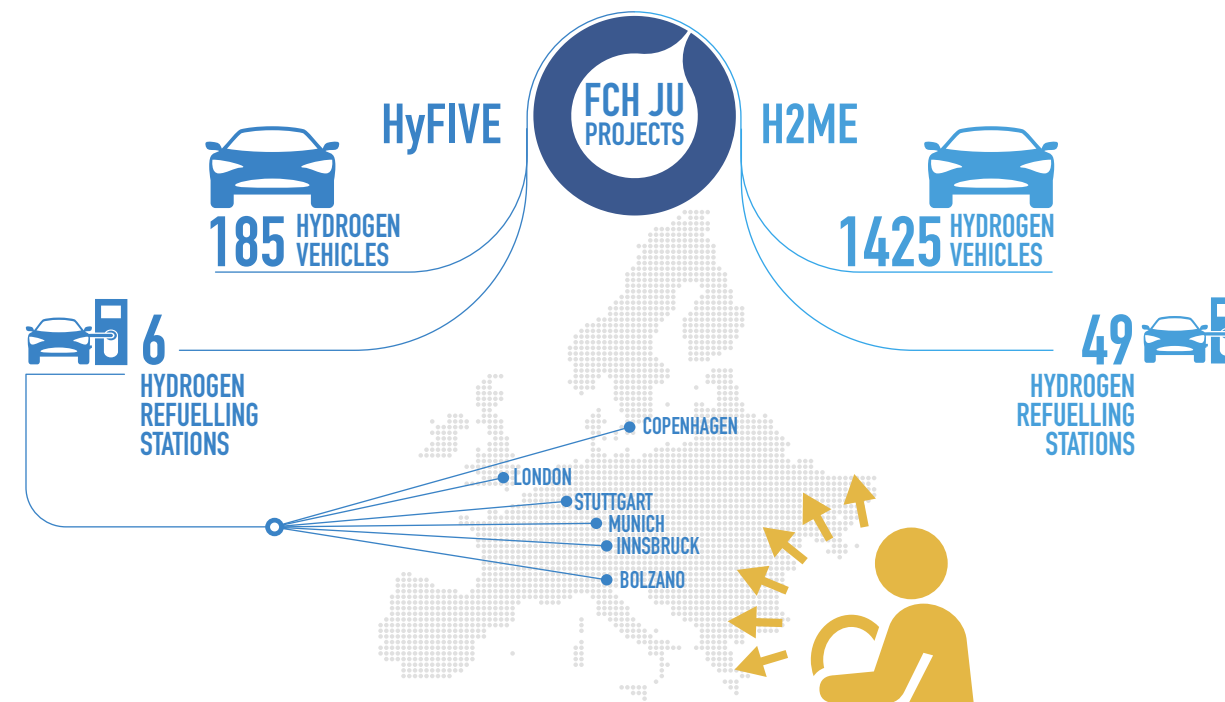 FCH JU
PROJECTS
HyFIVE
185 HYDROGEN
VEHICLES
6
HYDROGEN
REFUELLING
STATIONS
COPENHAGEN
LONDON
STUTTGART
MUNICH
INNSBRUCK
BOLZANO
H2ME
1425 HYDROGEN
VEHICLES
49
HYDROGEN
REFUELLING
STATIONS